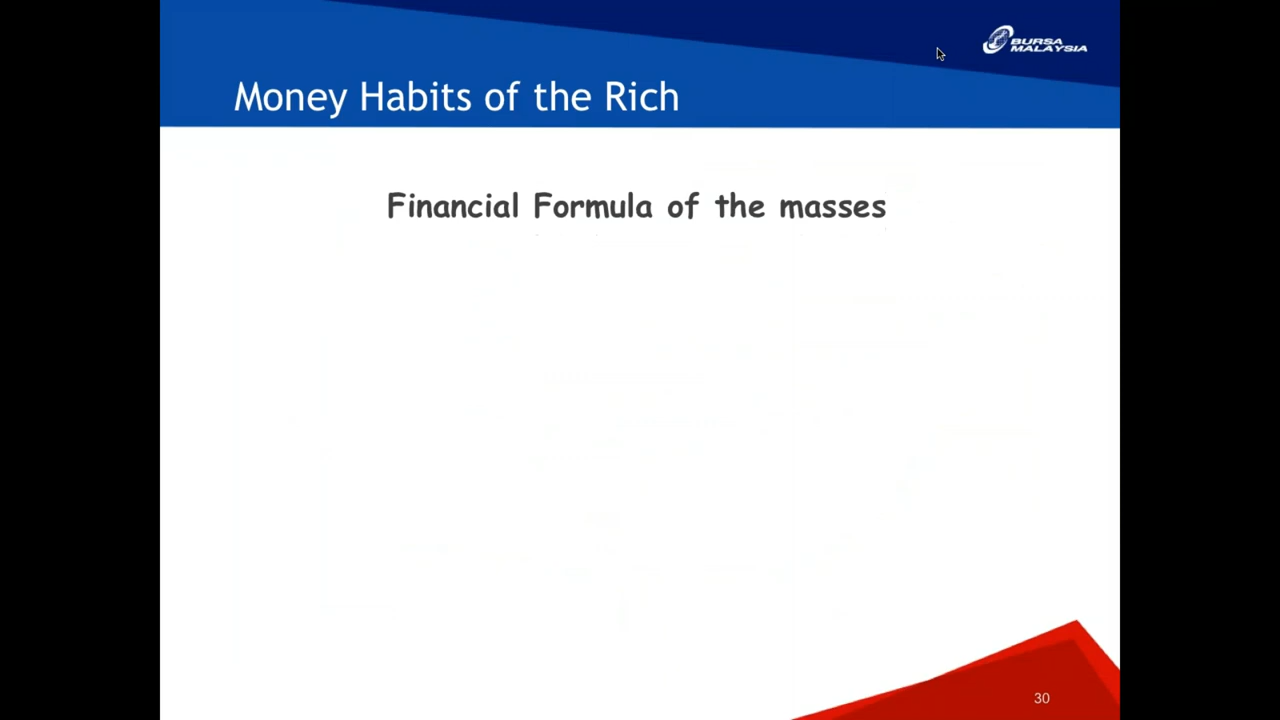 BURSA
MALAYSIA
Money Habits of the Rich
Financial Formula of the masses
30